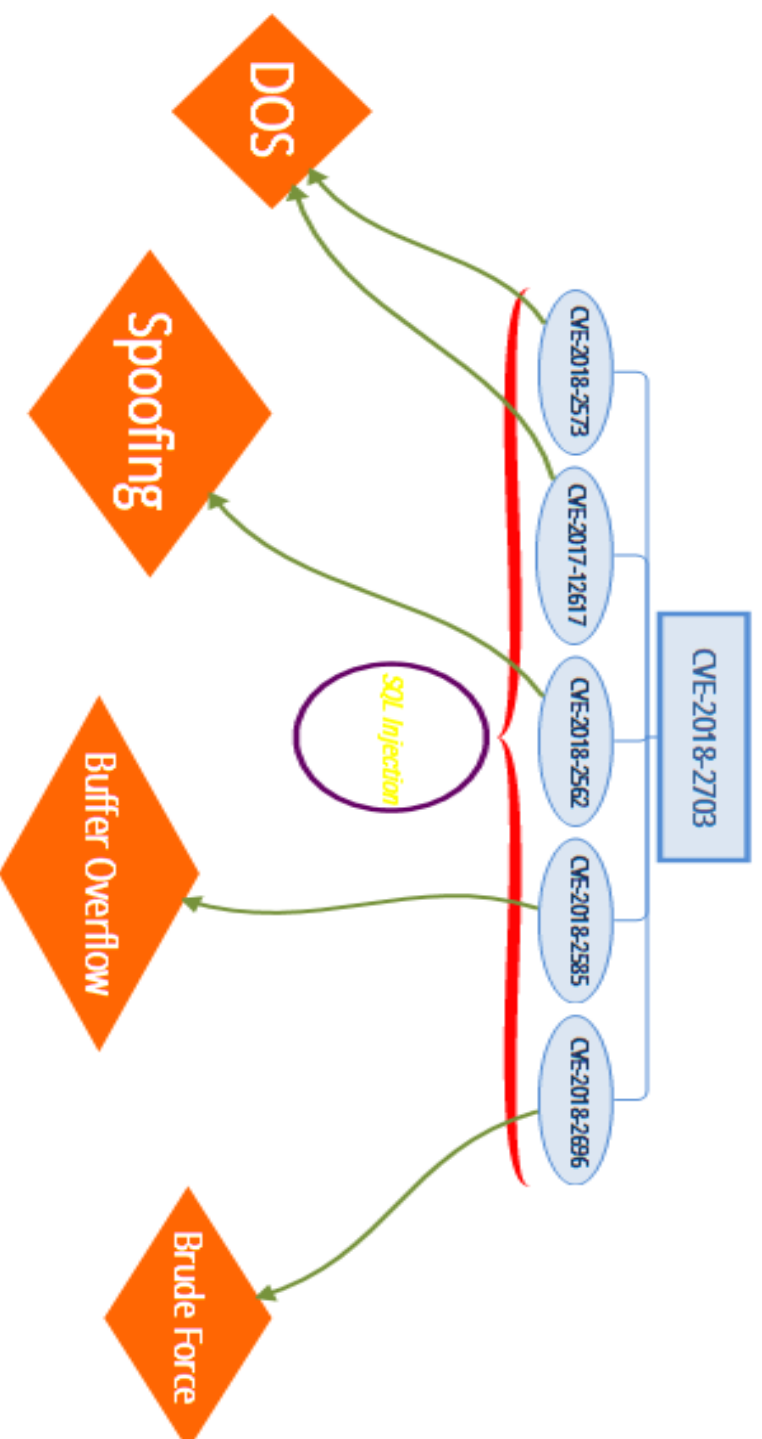 CVE-2018-2703
CVE-2018-2573
CVE-2017-12617
CVE-2018-2562
CVE-2018-2585
CVE-2018-2696
SQL Injection
DOS
Spoofing
Buffer Overflow
Brude Force